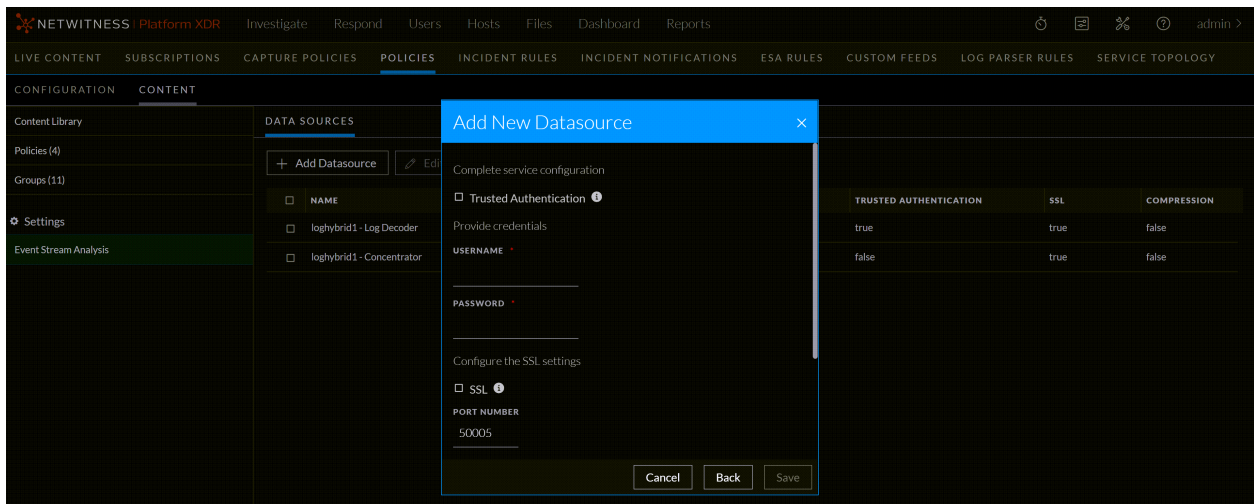 NETWITNESS Platform XDR Investigate Respond Users Hosts Files Dashboard Reports admin >
LIVE CONTENT SUBSCRIPTIONS CAPTURE POLICIES POLICIES INCIDENT RULES INCIDENT NOTIFICATIONS ESA RULES CUSTOM FEEDS LOG PARSER RULES SERVICE TOPOLOGY
CONFIGURATION CONTENT
Content Library
Policies (4)
Groups (11)
Settings
Event Stream Analysis
DATA SOURCES
+ Add Datasource Edi
NAME TRUSTED AUTHENTICATION SSL COMPRESSION
loghybrid1 - Log Decoder true true false
loghybrid1 - Concentrator false true false
Add New Datasource ×
Complete service configuration
Trusted Authentication
Provide credentials
USERNAME *
PASSWORD *
Configure the SSL settings
SSL
PORT NUMBER
50005
Cancel Back Save